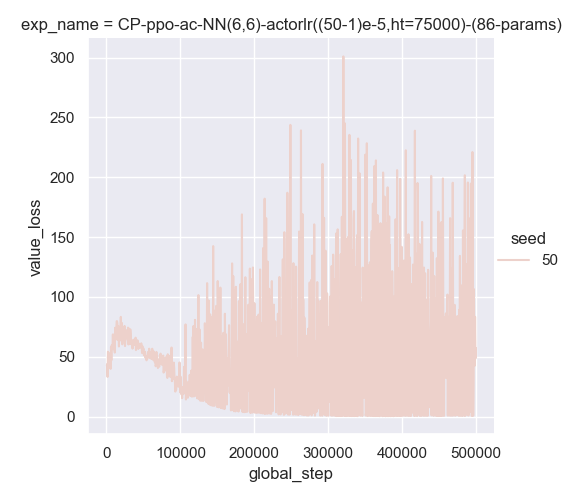 exp_name = CP-ppo-ac-NN(6,6)-actorlr((50-1)e-5,ht=75000)-(86-params)
300
250
200
150
100
50
0
value_loss
0 100000 200000 300000 400000 500000
global_step
seed
50